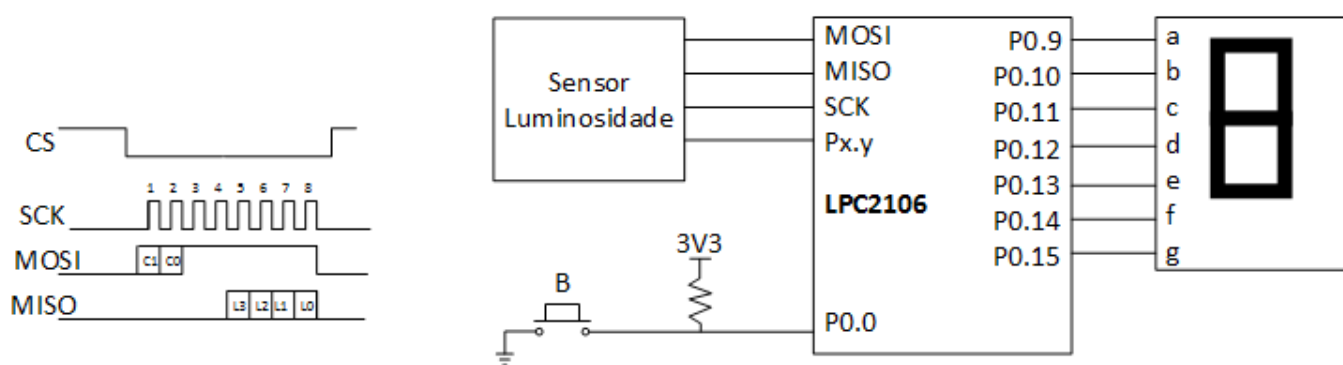 CS
1 2 3 4 5 6 7 8
SCK
MOSI
C1 C0
MISO
L3 L2 L1 L0
Sensor
Luminosidade
MOSI
MISO
SCK
Px.y
LPC2106
P0.0
P0.9
P0.10
P0.11
P0.12
P0.13
P0.14
P0.15
a
b
c
d
e
f
g
3V3
B